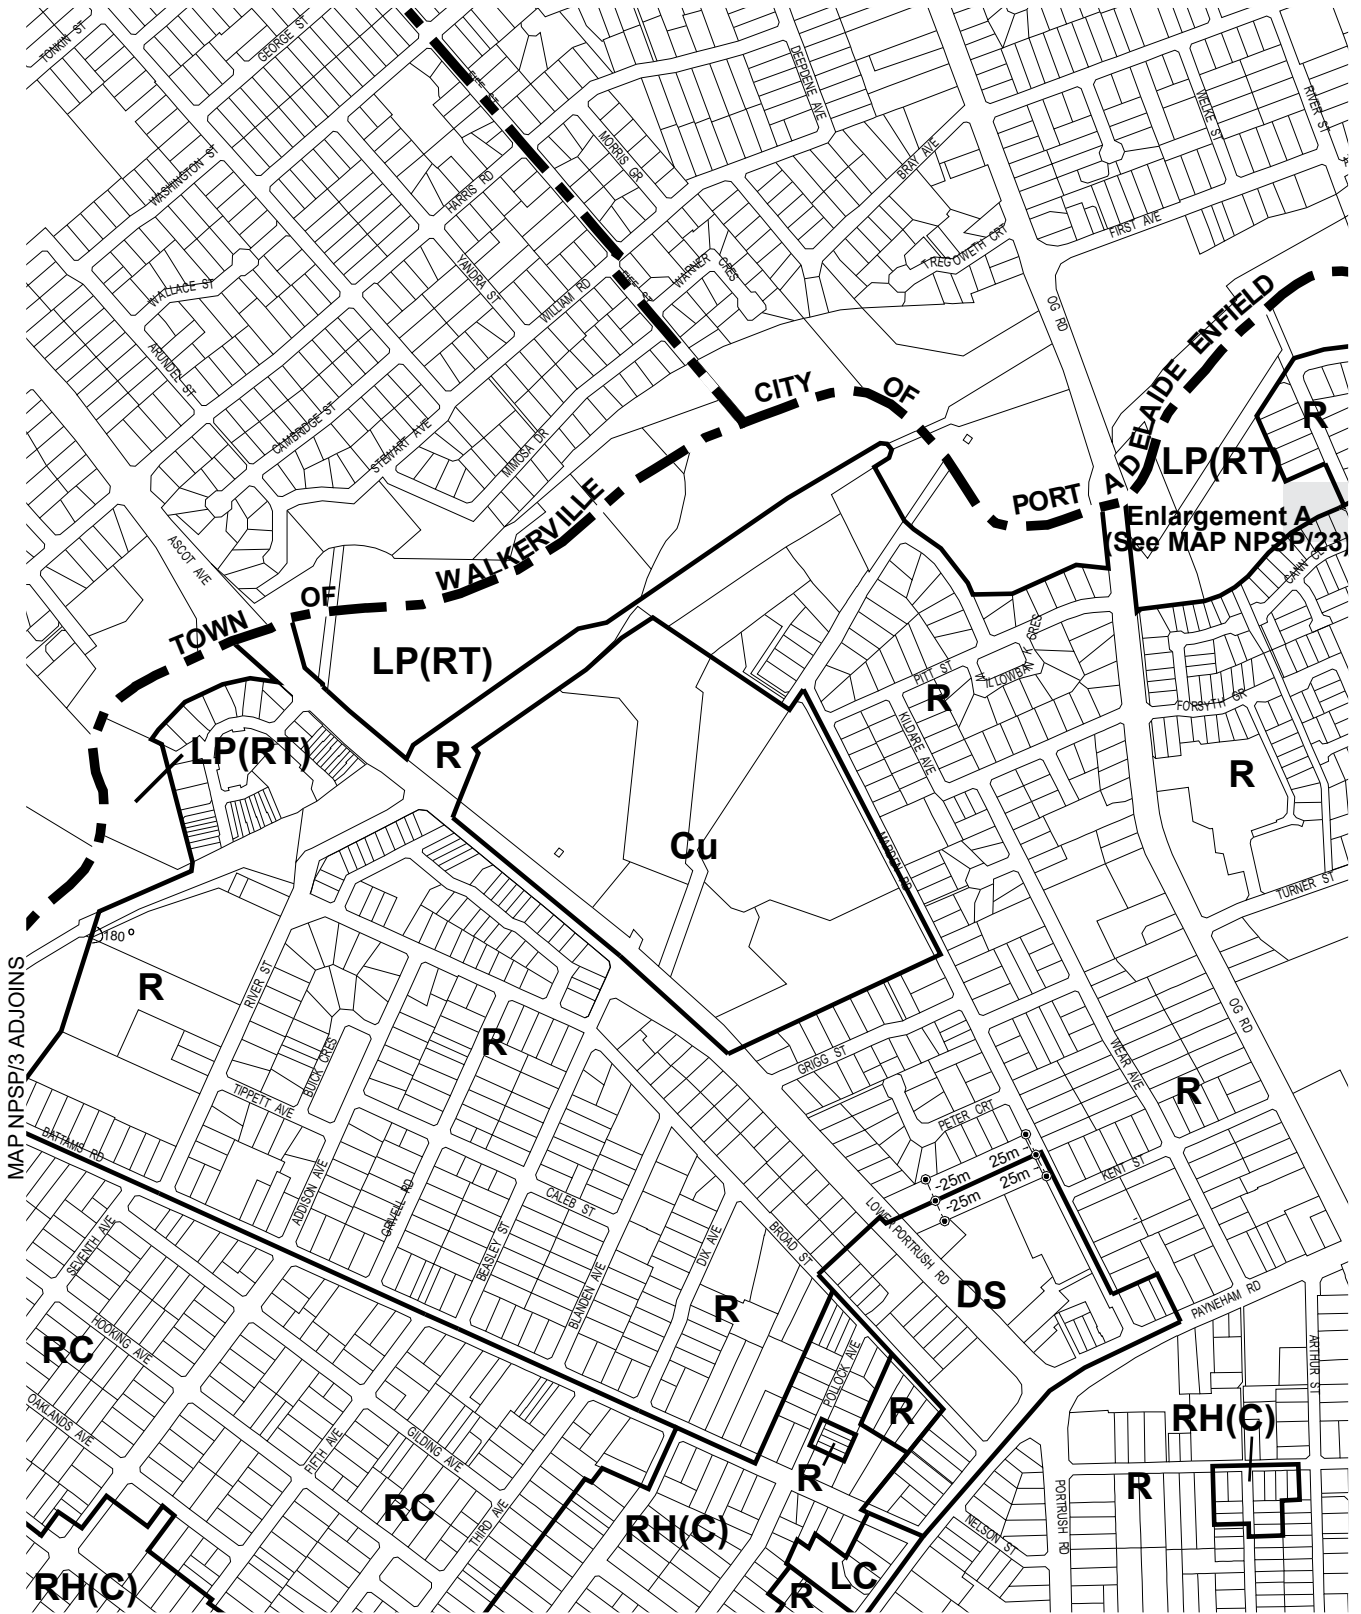 TONKIN ST
GEORGE ST
DEEPDENE AVE
WELKE ST
RIVER ST
WASHINGTON ST
HARRIS RD
MORRIS GR
BRAY AVE
FIRST AVE
TREGOWETH CRT
WALLACE ST
YANDRA ST
WILLIAM RD
WARNER CRES
OG RD
ARUNDEL ST
CAMBRIDGE ST
STEWART AVE
MIMOSA DR
CITY OF
PORT ADELAIDE ENFIELD
R
LP(RT)
Enlargement A
(See MAP NPSP/23)
TOWN OF WALKERVILLE
ASCOT AVE
LP(RT)
LP(RT)
R
PITT ST
WILLOWBANK CRES
R
KILDARE AVE
FORSYTH GR
R
Cu
MARDEN RD
TURNER ST
180°
R
RIVER ST
R
BUICK CRES
TIPPETT AVE
GRIGG ST
WEAR AVE
OG RD
R
PETER CRT
KENT ST
25m
-25m
25m
-25m
MAP NPSP/3 ADJOINS
BATTAMS RD
ADDISON AVE
GRIVELL RD
CALEB ST
BEASLEY ST
BLANDEN AVE
DIX AVE
BROAD ST
LOWER PORTRUSH RD
DS
PAYNEHAM RD
SEVENTH AVE
R
ARTHUR ST
RC
HOOKING AVE
POLLOCK AVE
OAKLANDS AVE
R
RH(C)
FIFTH AVE
GILDING AVE
R
R
PORTRUSH RD
RC
THIRD AVE
RH(C)
NELSON ST
RH(C)
LC
R